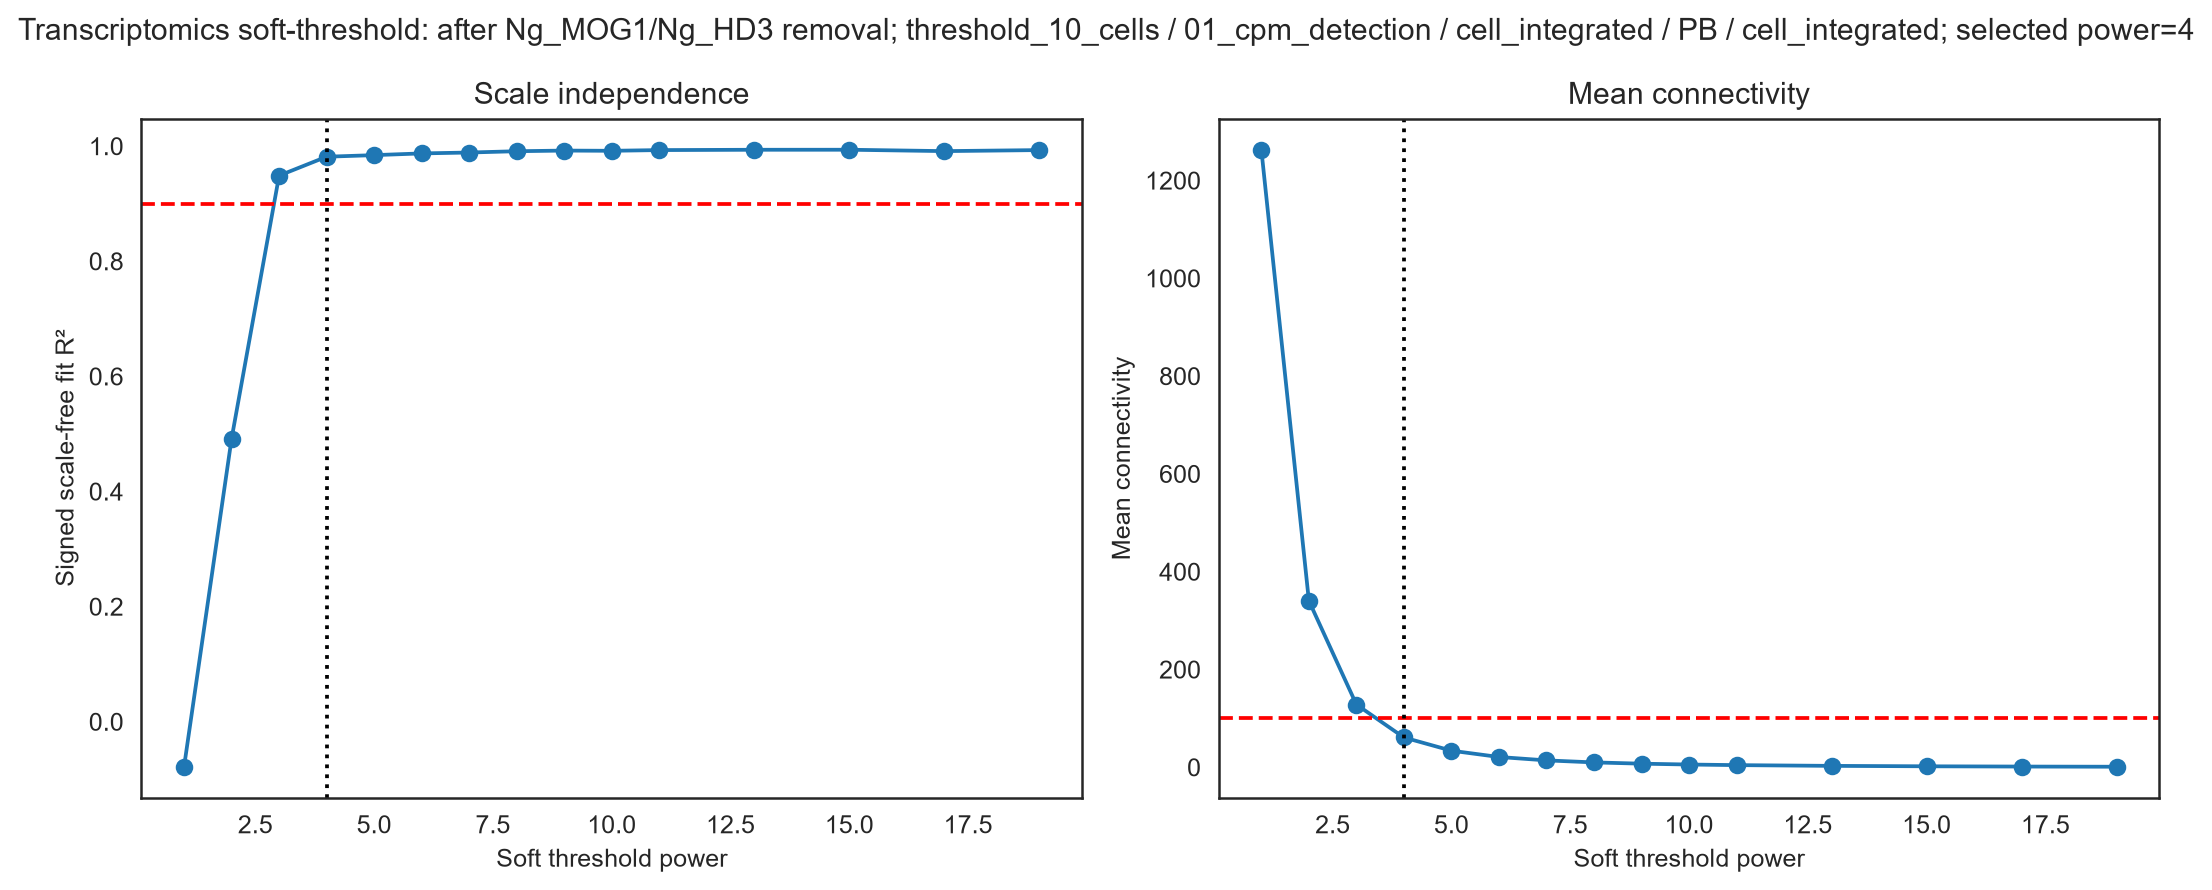 Transcriptomics soft-threshold: after Ng_MOG1/Ng_HD3 removal; threshold_10_cells / 01_cpm_detection / cell_integrated / PB / cell_integrated; selected power=4
Scale independence
Signed scale-free fit R²
1.0
0.8
0.6
0.4
0.2
0.0
2.5 5.0 7.5 10.0 12.5 15.0 17.5
Soft threshold power
Mean connectivity
Mean connectivity
1200
1000
800
600
400
200
0
2.5 5.0 7.5 10.0 12.5 15.0 17.5
Soft threshold power